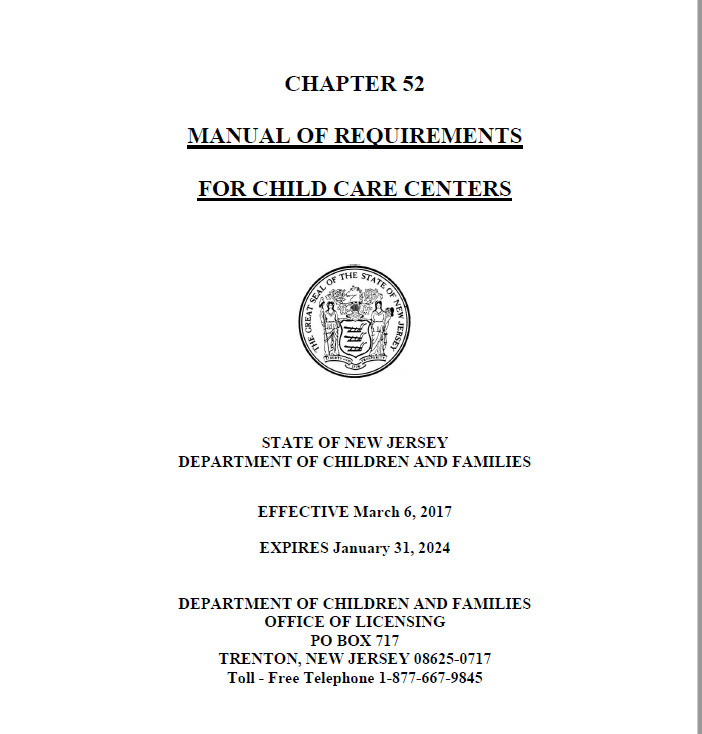 CHAPTER 52
MANUAL OF REQUIREMENTS
FOR CHILD CARE CENTERS
THE GREAT SEAL OF THE STATE OF NEW JERSEY
STATE OF NEW JERSEY
DEPARTMENT OF CHILDREN AND FAMILIES
EFFECTIVE March 6, 2017
EXPIRES January 31, 2024
DEPARTMENT OF CHILDREN AND FAMILIES
OFFICE OF LICENSING
PO BOX 717
TRENTON, NEW JERSEY 08625-0717
Toll - Free Telephone 1-877-667-9845